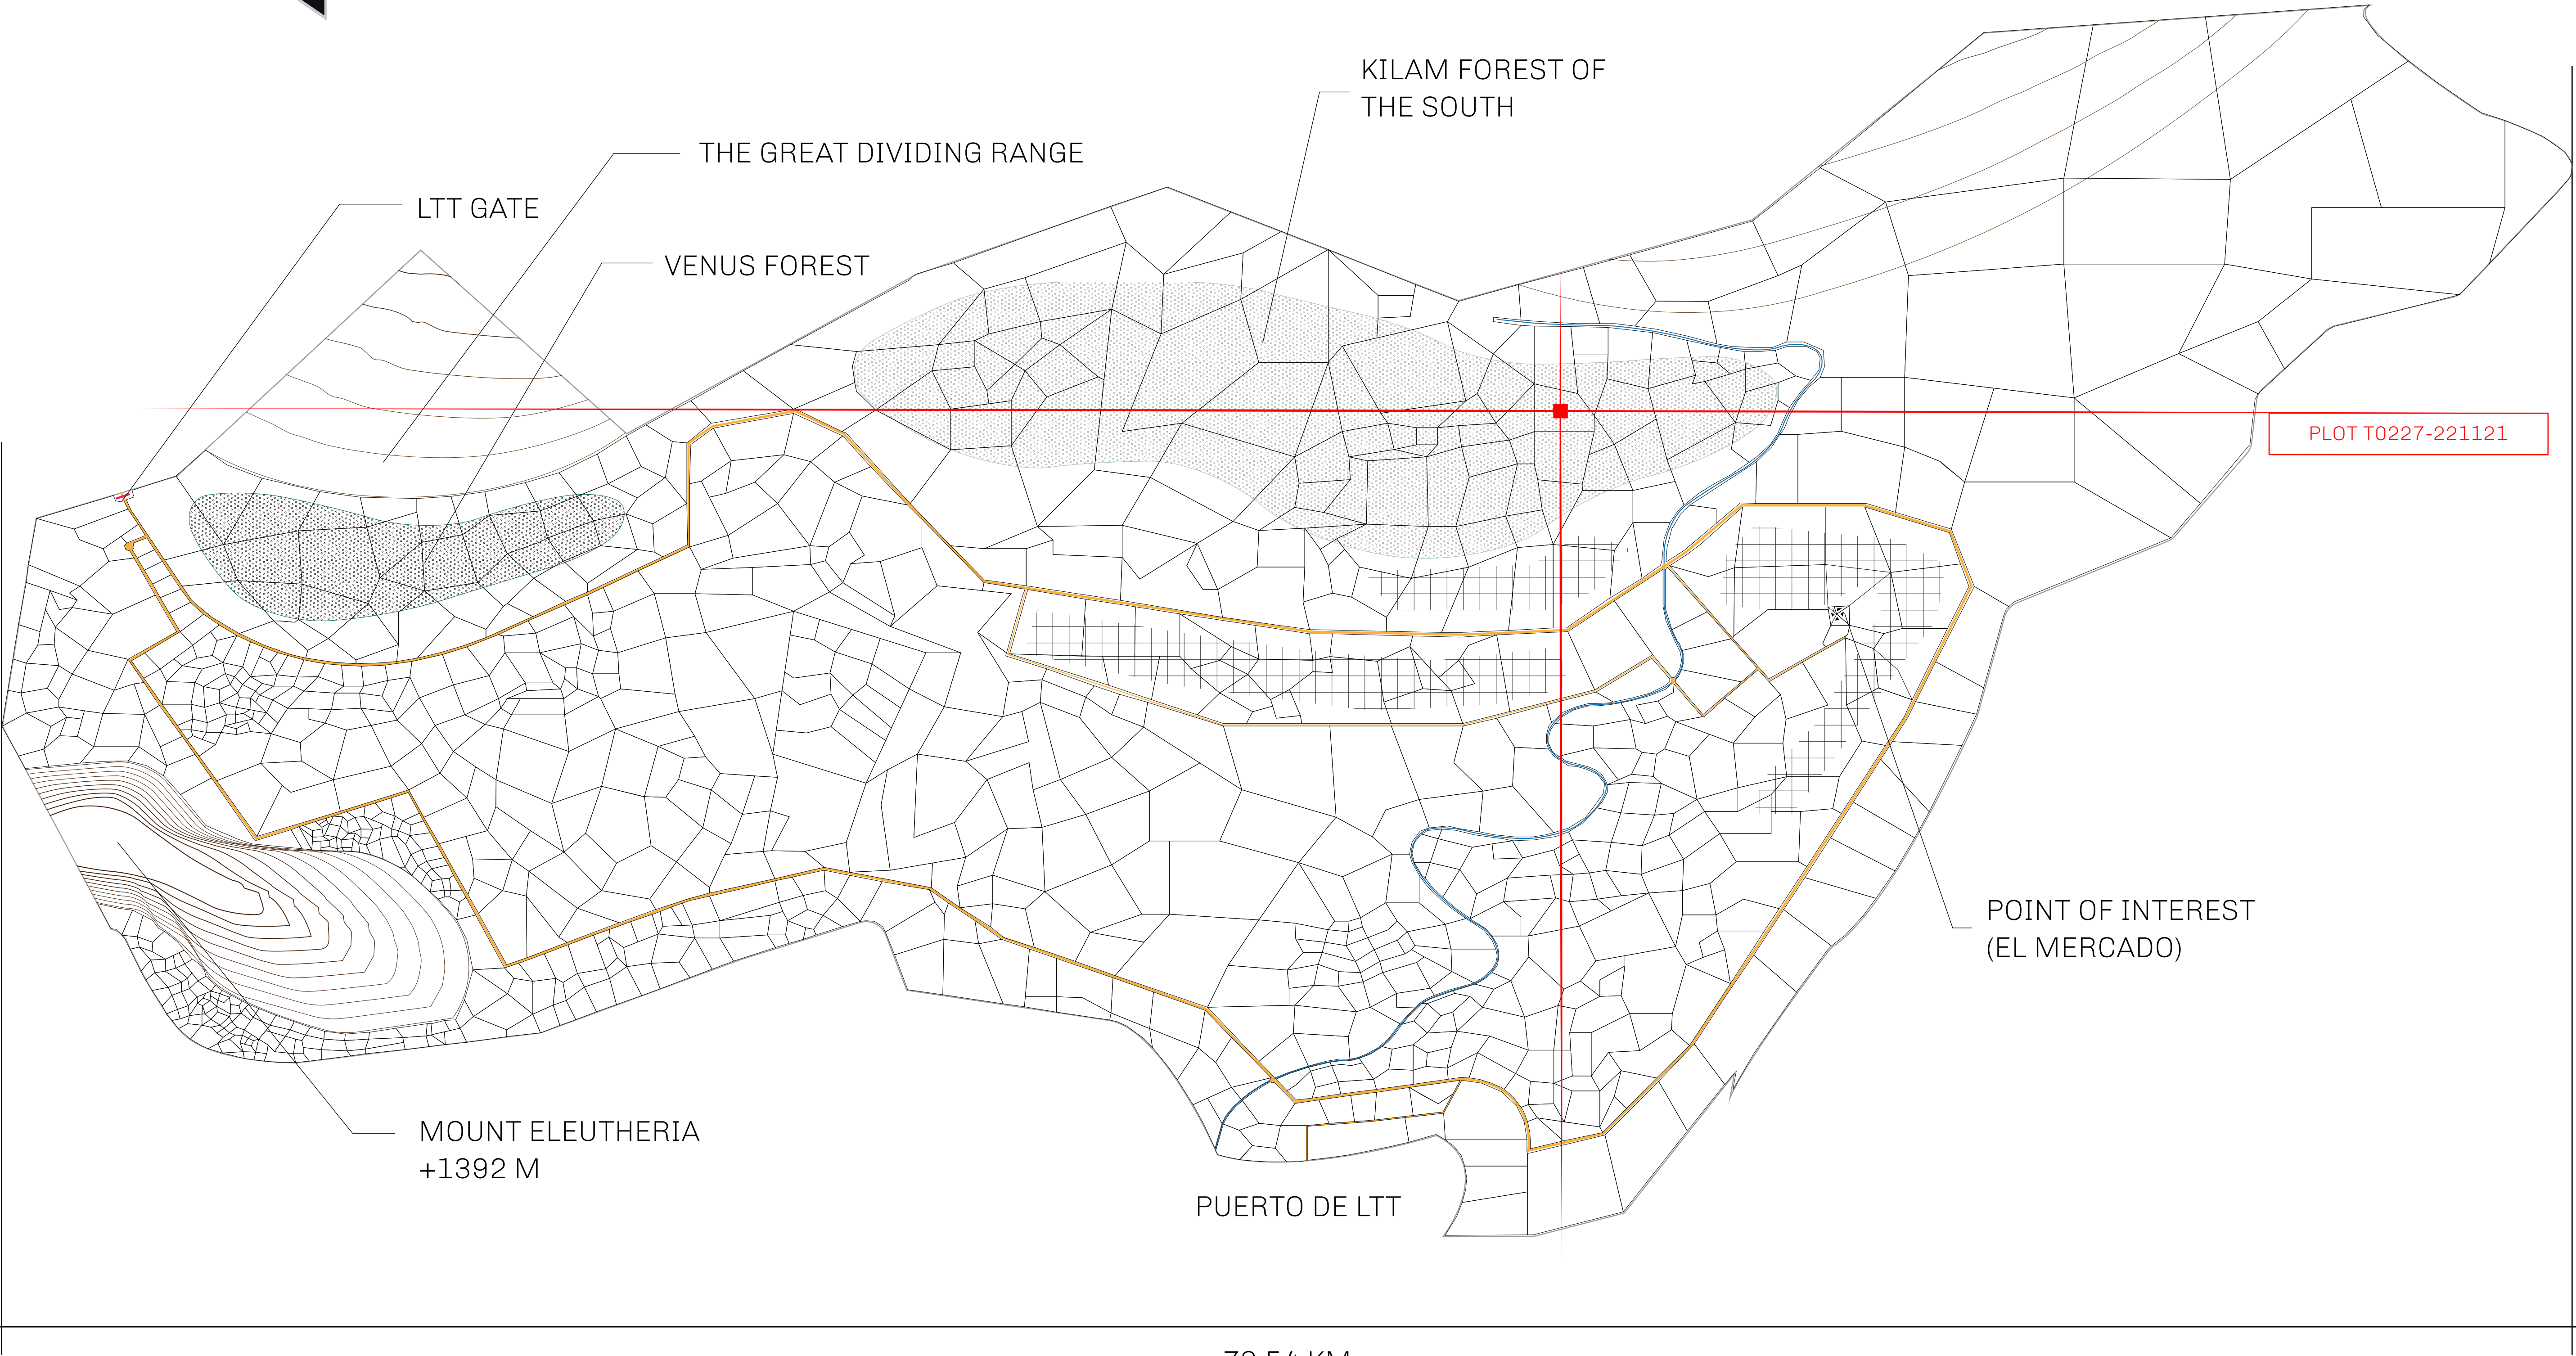 KILAM FOREST OF
THE SOUTH
THE GREAT DIVIDING RANGE
LTT GATE
VENUS FOREST
PLOT T0227-221121
POINT OF INTEREST
(EL MERCADO)
MOUNT ELEUTHERIA
+1392 M
PUERTO DE LTT
KM